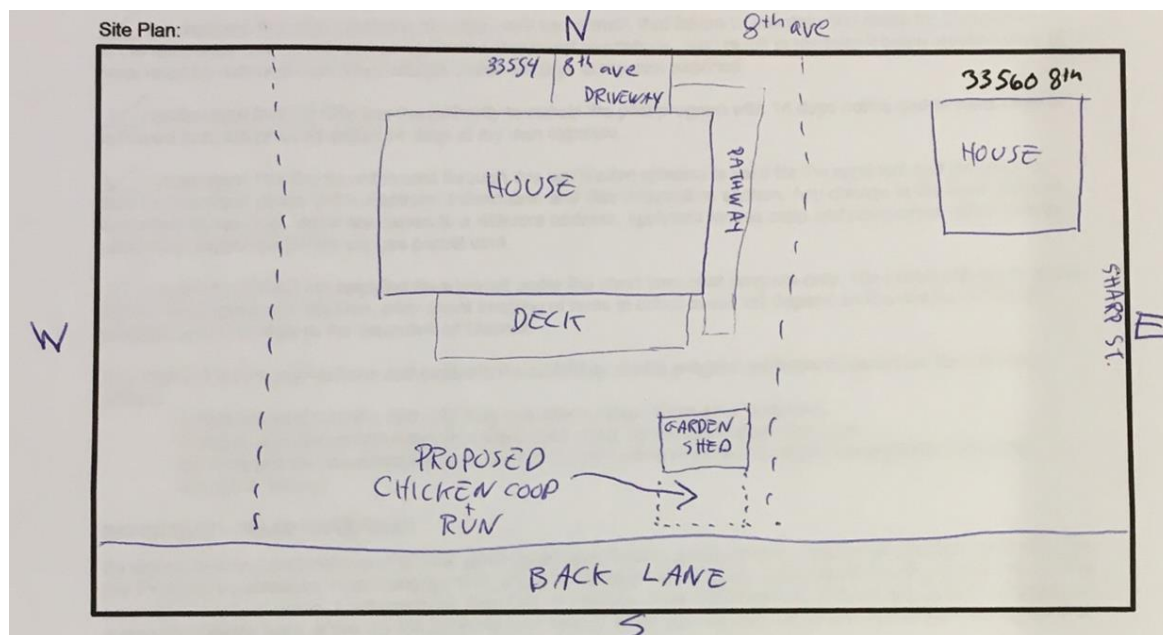 Site Plan:
N
8th ave
33554 8th ave
DRIVEWAY
33560 8th
HOUSE
HOUSE
PATHWAY
SHARP ST.
W
E
DECK
GARDEN
SHED
PROPOSED
CHICKEN COOP
+
RUN
BACK LANE
S